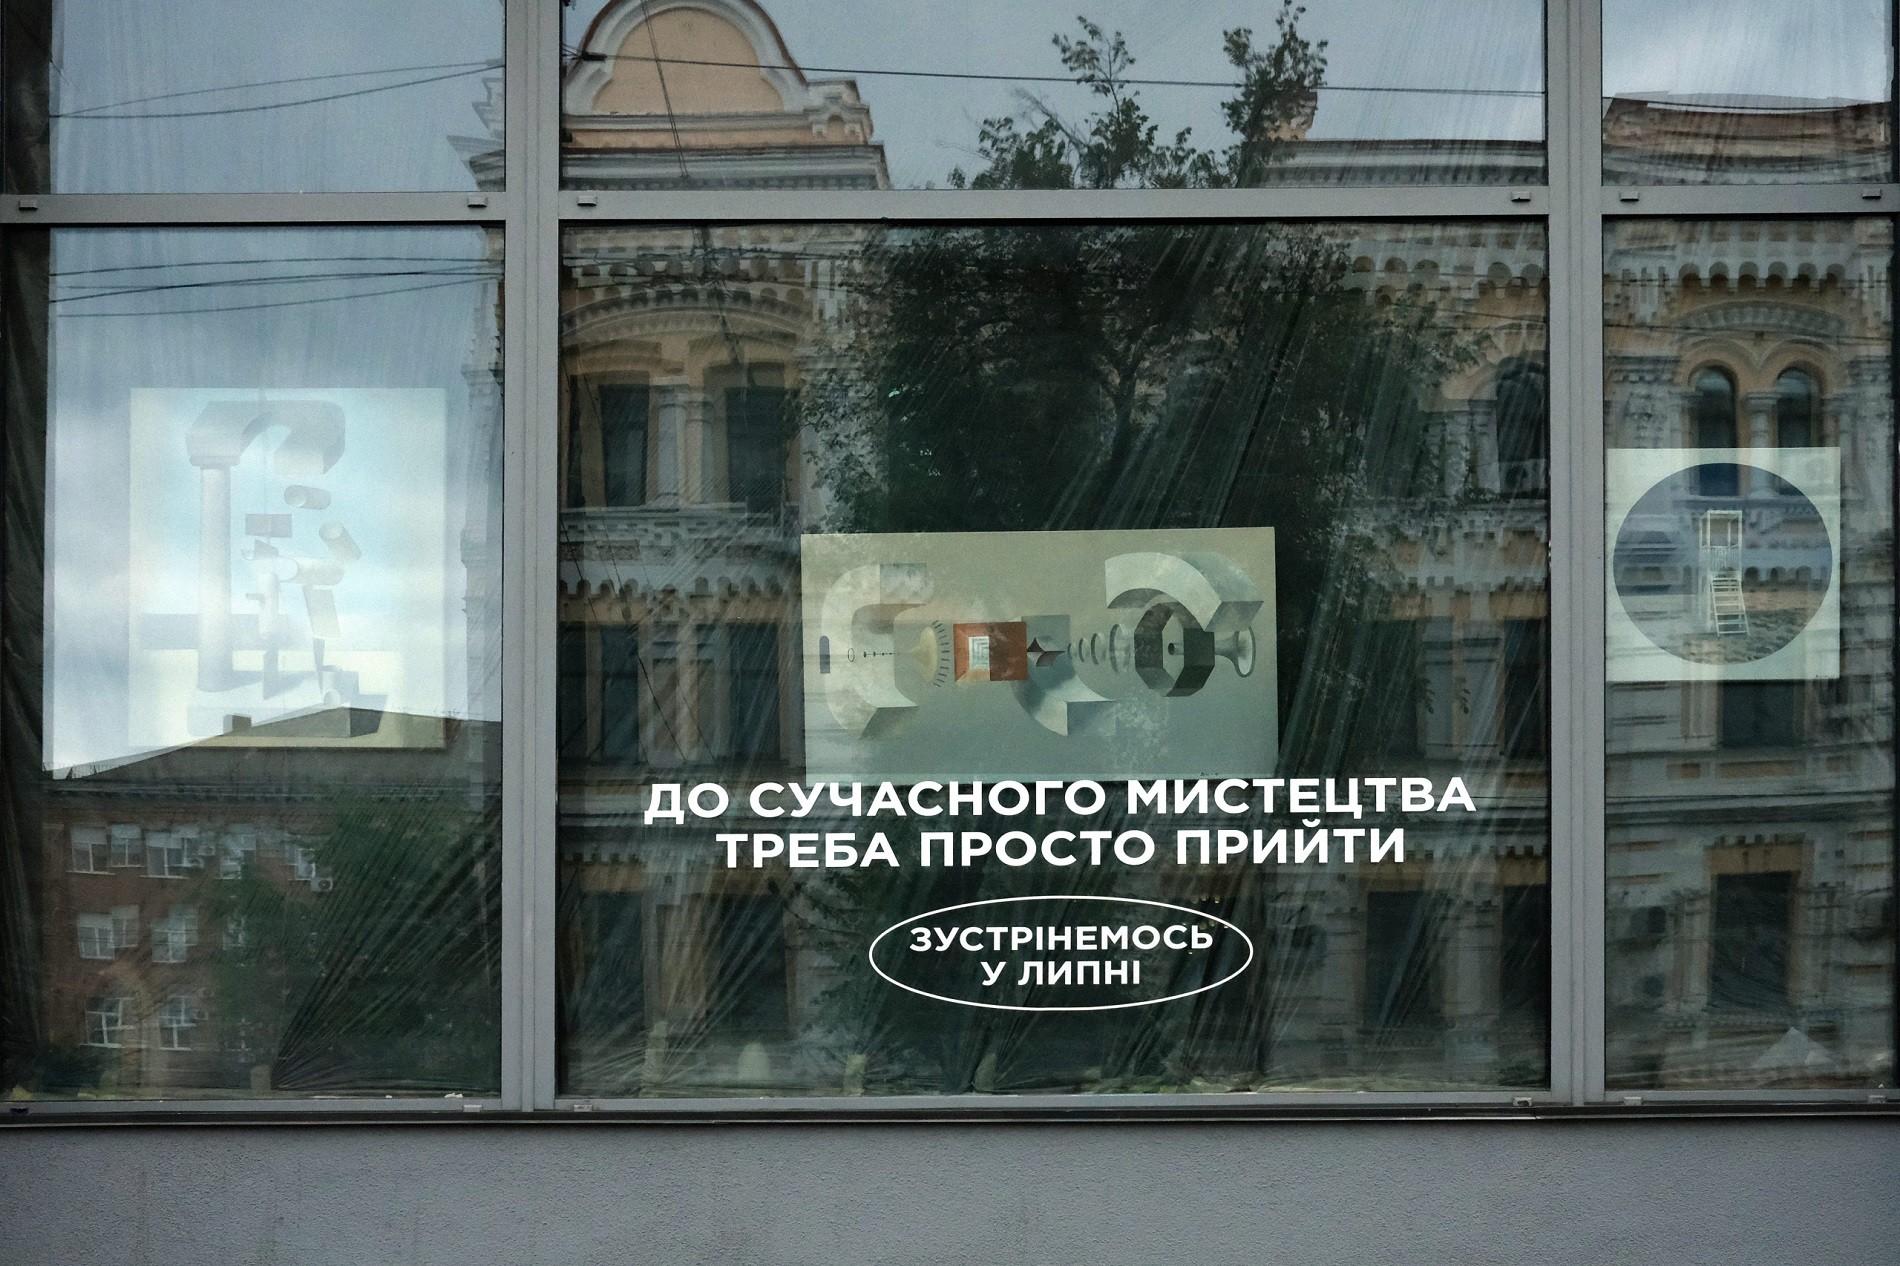 ДО СУЧАСНОГО МИСТЕЦТВА
ТРЕБА ПРОСТО ПРИЙТИ
ЗУСТРІНЕМОСЬ
У ЛИПНІ